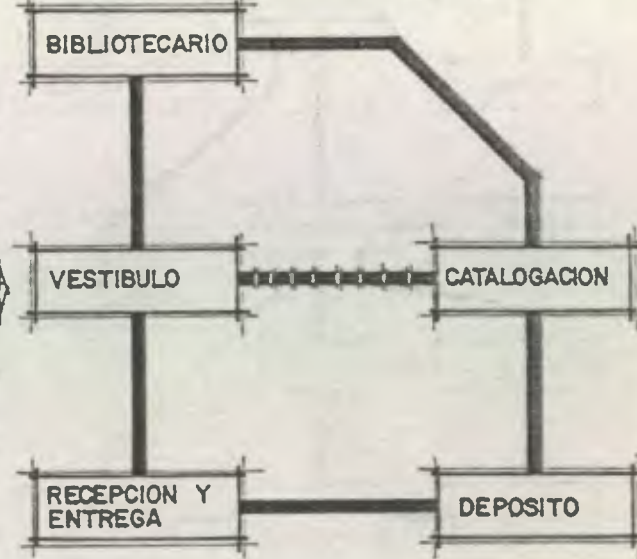 BIBLIOTECARIO
VESTIBULO
CATALOGACION
RECEPCION Y
ENTREGA
DEPOSITO